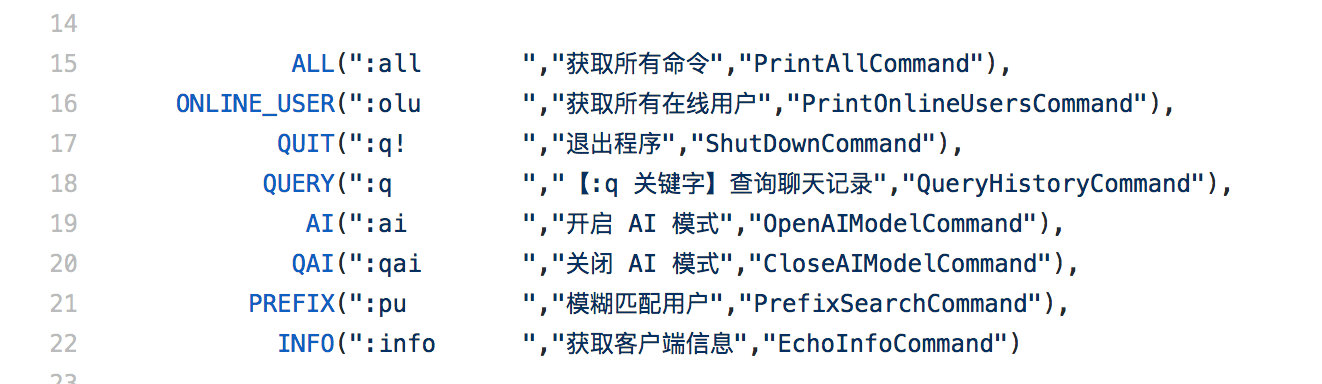 14
15 ALL(":all       ","获取所有命令","PrintAllCommand"),
16 ONLINE_USER(":olu       ","获取所有在线用户","PrintOnlineUsersCommand"),
17 QUIT(":q!        ","退出程序","ShutDownCommand"),
18 QUERY(":q         ","【:q 关键字】查询聊天记录","QueryHistoryCommand"),
19 AI(":ai        ","开启 AI 模式","OpenAIModelCommand"),
20 QAI(":qai       ","关闭 AI 模式","CloseAIModelCommand"),
21 PREFIX(":pu        ","模糊匹配用户","PrefixSearchCommand"),
22 INFO(":info      ","获取客户端信息","EchoInfoCommand")
23